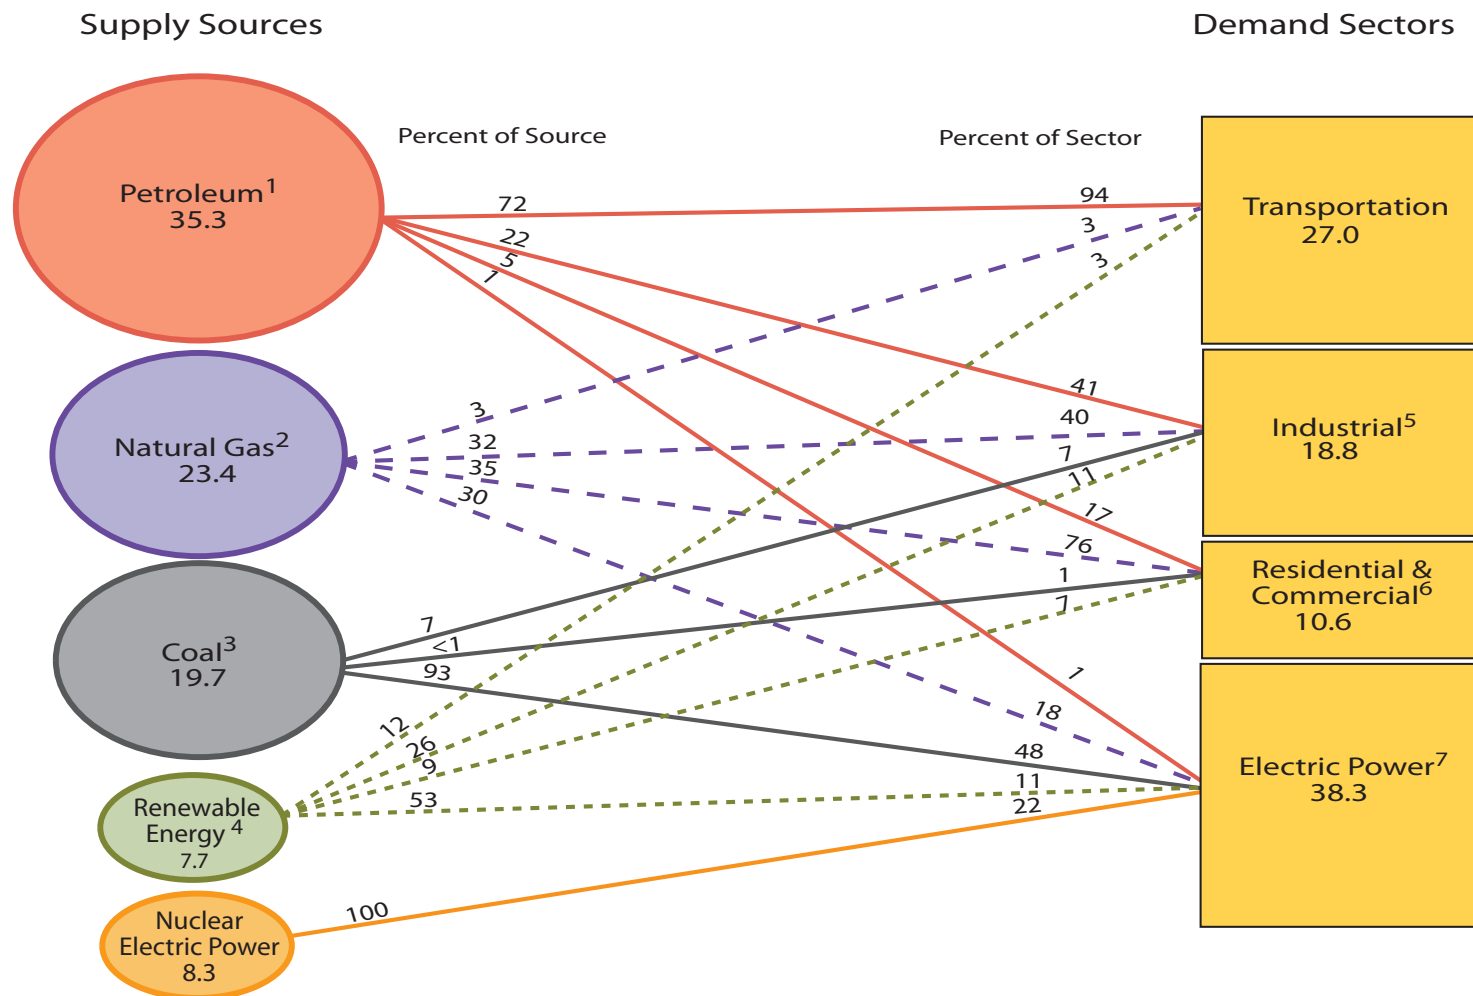 Supply Sources
Demand Sectors
Percent of Source
Percent of Sector
Petroleum1
35.3
72
22
5
1
94
3
3
Transportation
27.0
Natural Gas2
23.4
3
32
35
30
41
40
7
11
Industrial5
18.8
17
76
1
7
Residential &
Commercial6
10.6
Coal3
19.7
7
<1
93
1
18
48
11
22
Electric Power7
38.3
Renewable
Energy 4
7.7
12
26
9
53
Nuclear
Electric Power
8.3
100